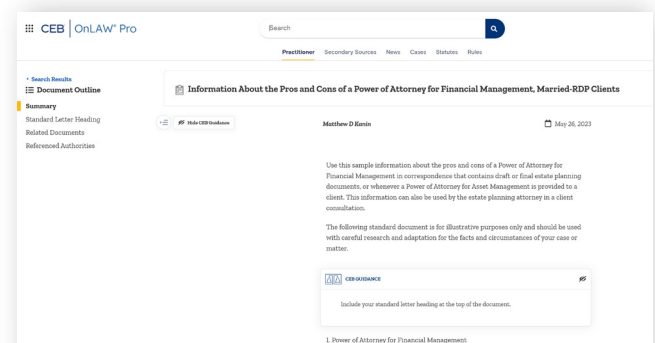 CEB OnLAW® Pro
Search
Practitioner Secondary Sources News Cases Statutes Rules
‹ Search Results
Document Outline
Summary
Standard Letter Heading
Related Documents
Referenced Authorities
Information About the Pros and Cons of a Power of Attorney for Financial Management, Married-RDP Clients
Hide CEB Guidance
Matthew D Kanin
May 26, 2023
Use this sample information about the pros and cons of a Power of Attorney for
Financial Management in correspondence that contains draft or final estate planning
documents, or whenever a Power of Attorney for Asset Management is provided to a
client. This information can also be used by the estate planning attorney in a client
consultation.
The following standard document is for illustrative purposes only and should be used
with careful research and adaptation for the facts and circumstances of your case or
matter.
CEB GUIDANCE
Include your standard letter heading at the top of the document.
1. Power of Attorney for Financial Management